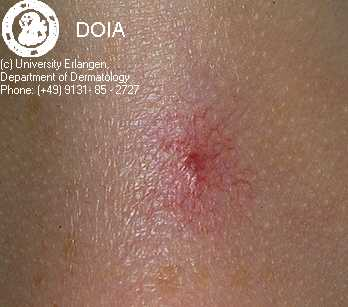 DOIA
(c) University Erlangen,
Department of Dermatology
Phone: (+49) 9131- 85 - 2727